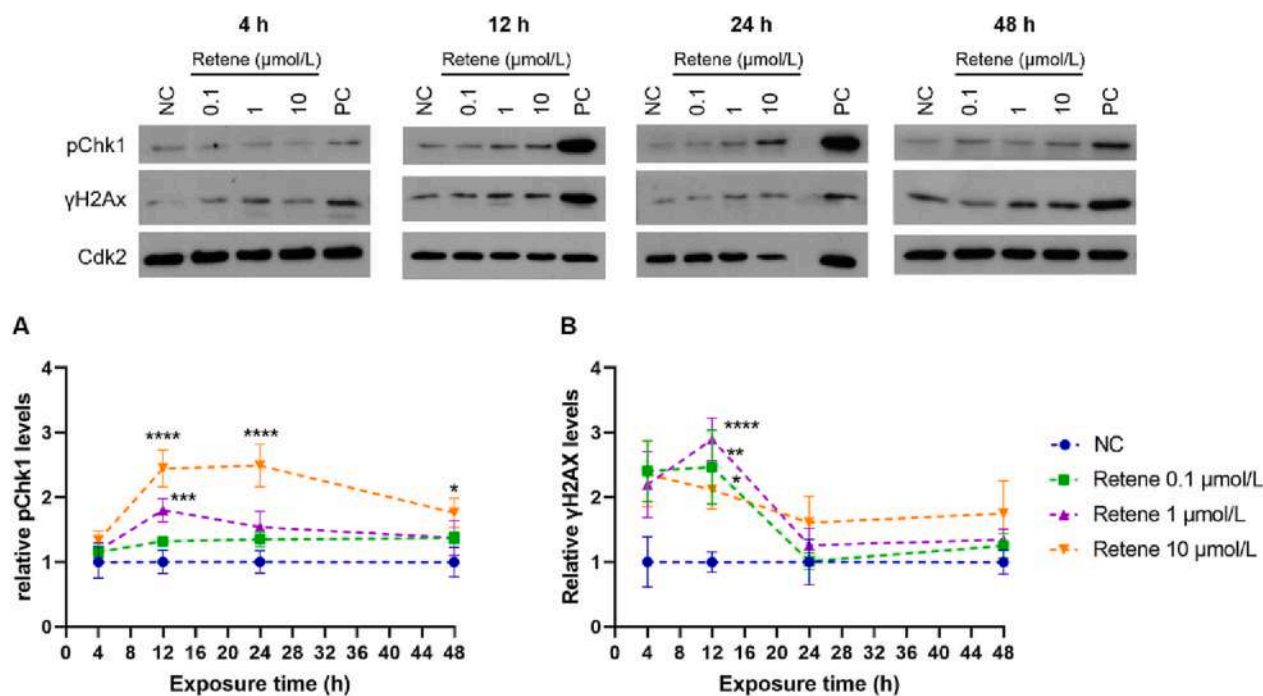 4 h 12 h 24 h 48 h
Retene (µmol/L) Retene (µmol/L) Retene (µmol/L) Retene (µmol/L)
NC 0.1 1 10 PC NC 0.1 1 10 PC NC 0.1 1 10 PC NC 0.1 1 10 PC
pChk1
γH2Ax
Cdk2
A
relative pChk1 levels
4
3
2
1
0
**** **** *** *
0 4 8 12 16 20 24 28 32 36 40 44 48
Exposure time (h)
B
Relative γH2AX levels
4
3
2
1
0
****
**
*
0 4 8 12 16 20 24 28 32 36 40 44 48
Exposure time (h)
NC
Retene 0.1 µmol/L
Retene 1 µmol/L
Retene 10 µmol/L